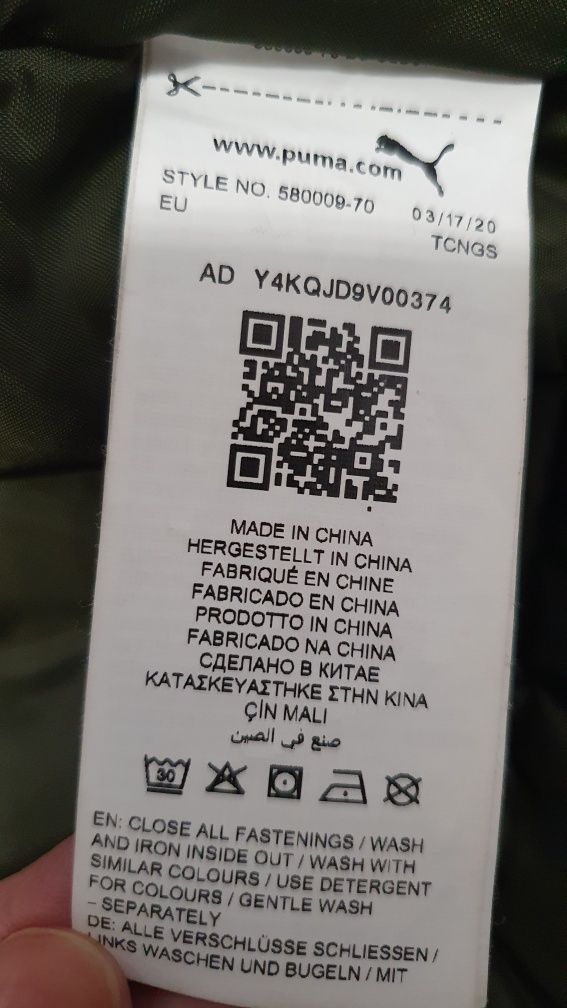 www.puma.com
STYLE NO. 580009-70 03/17/20
EU TCNGS
AD Y4KQJD9V00374
MADE IN CHINA
HERGESTELLT IN CHINA
FABRIQUÉ EN CHINE
FABRICADO EN CHINA
PRODOTTO IN CHINA
FABRICADO NA CHINA
СДЕЛАНО В КИТАЕ
ΚΑΤΑΣΚΕΥΑΣΤΗΚΕ ΣΤΗΝ ΚΙΝΑ
ÇİN MALI
صنع في الصين
30
EN: CLOSE ALL FASTENINGS / WASH
AND IRON INSIDE OUT / WASH WITH
SIMILAR COLOURS / USE DETERGENT
FOR COLOURS / GENTLE WASH
- SEPARATELY
DE: ALLE VERSCHLÜSSE SCHLIESSEN /
LINKS WASCHEN UND BUGELN / MIT